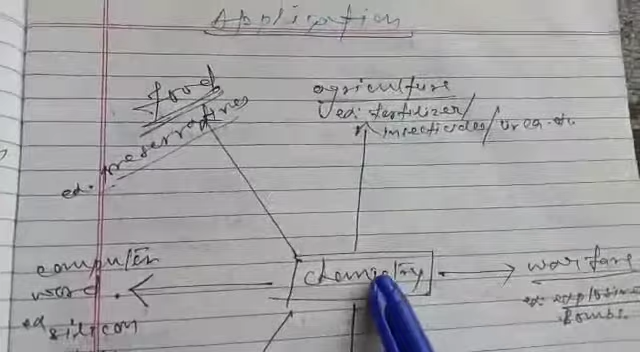 Application
food
ed: preservatives
agriculture
ed: fertilizer/
insecticides/urea etc.
computer
word.
ed silicon
chemistry
warfare
ed: explosive
Bombs.